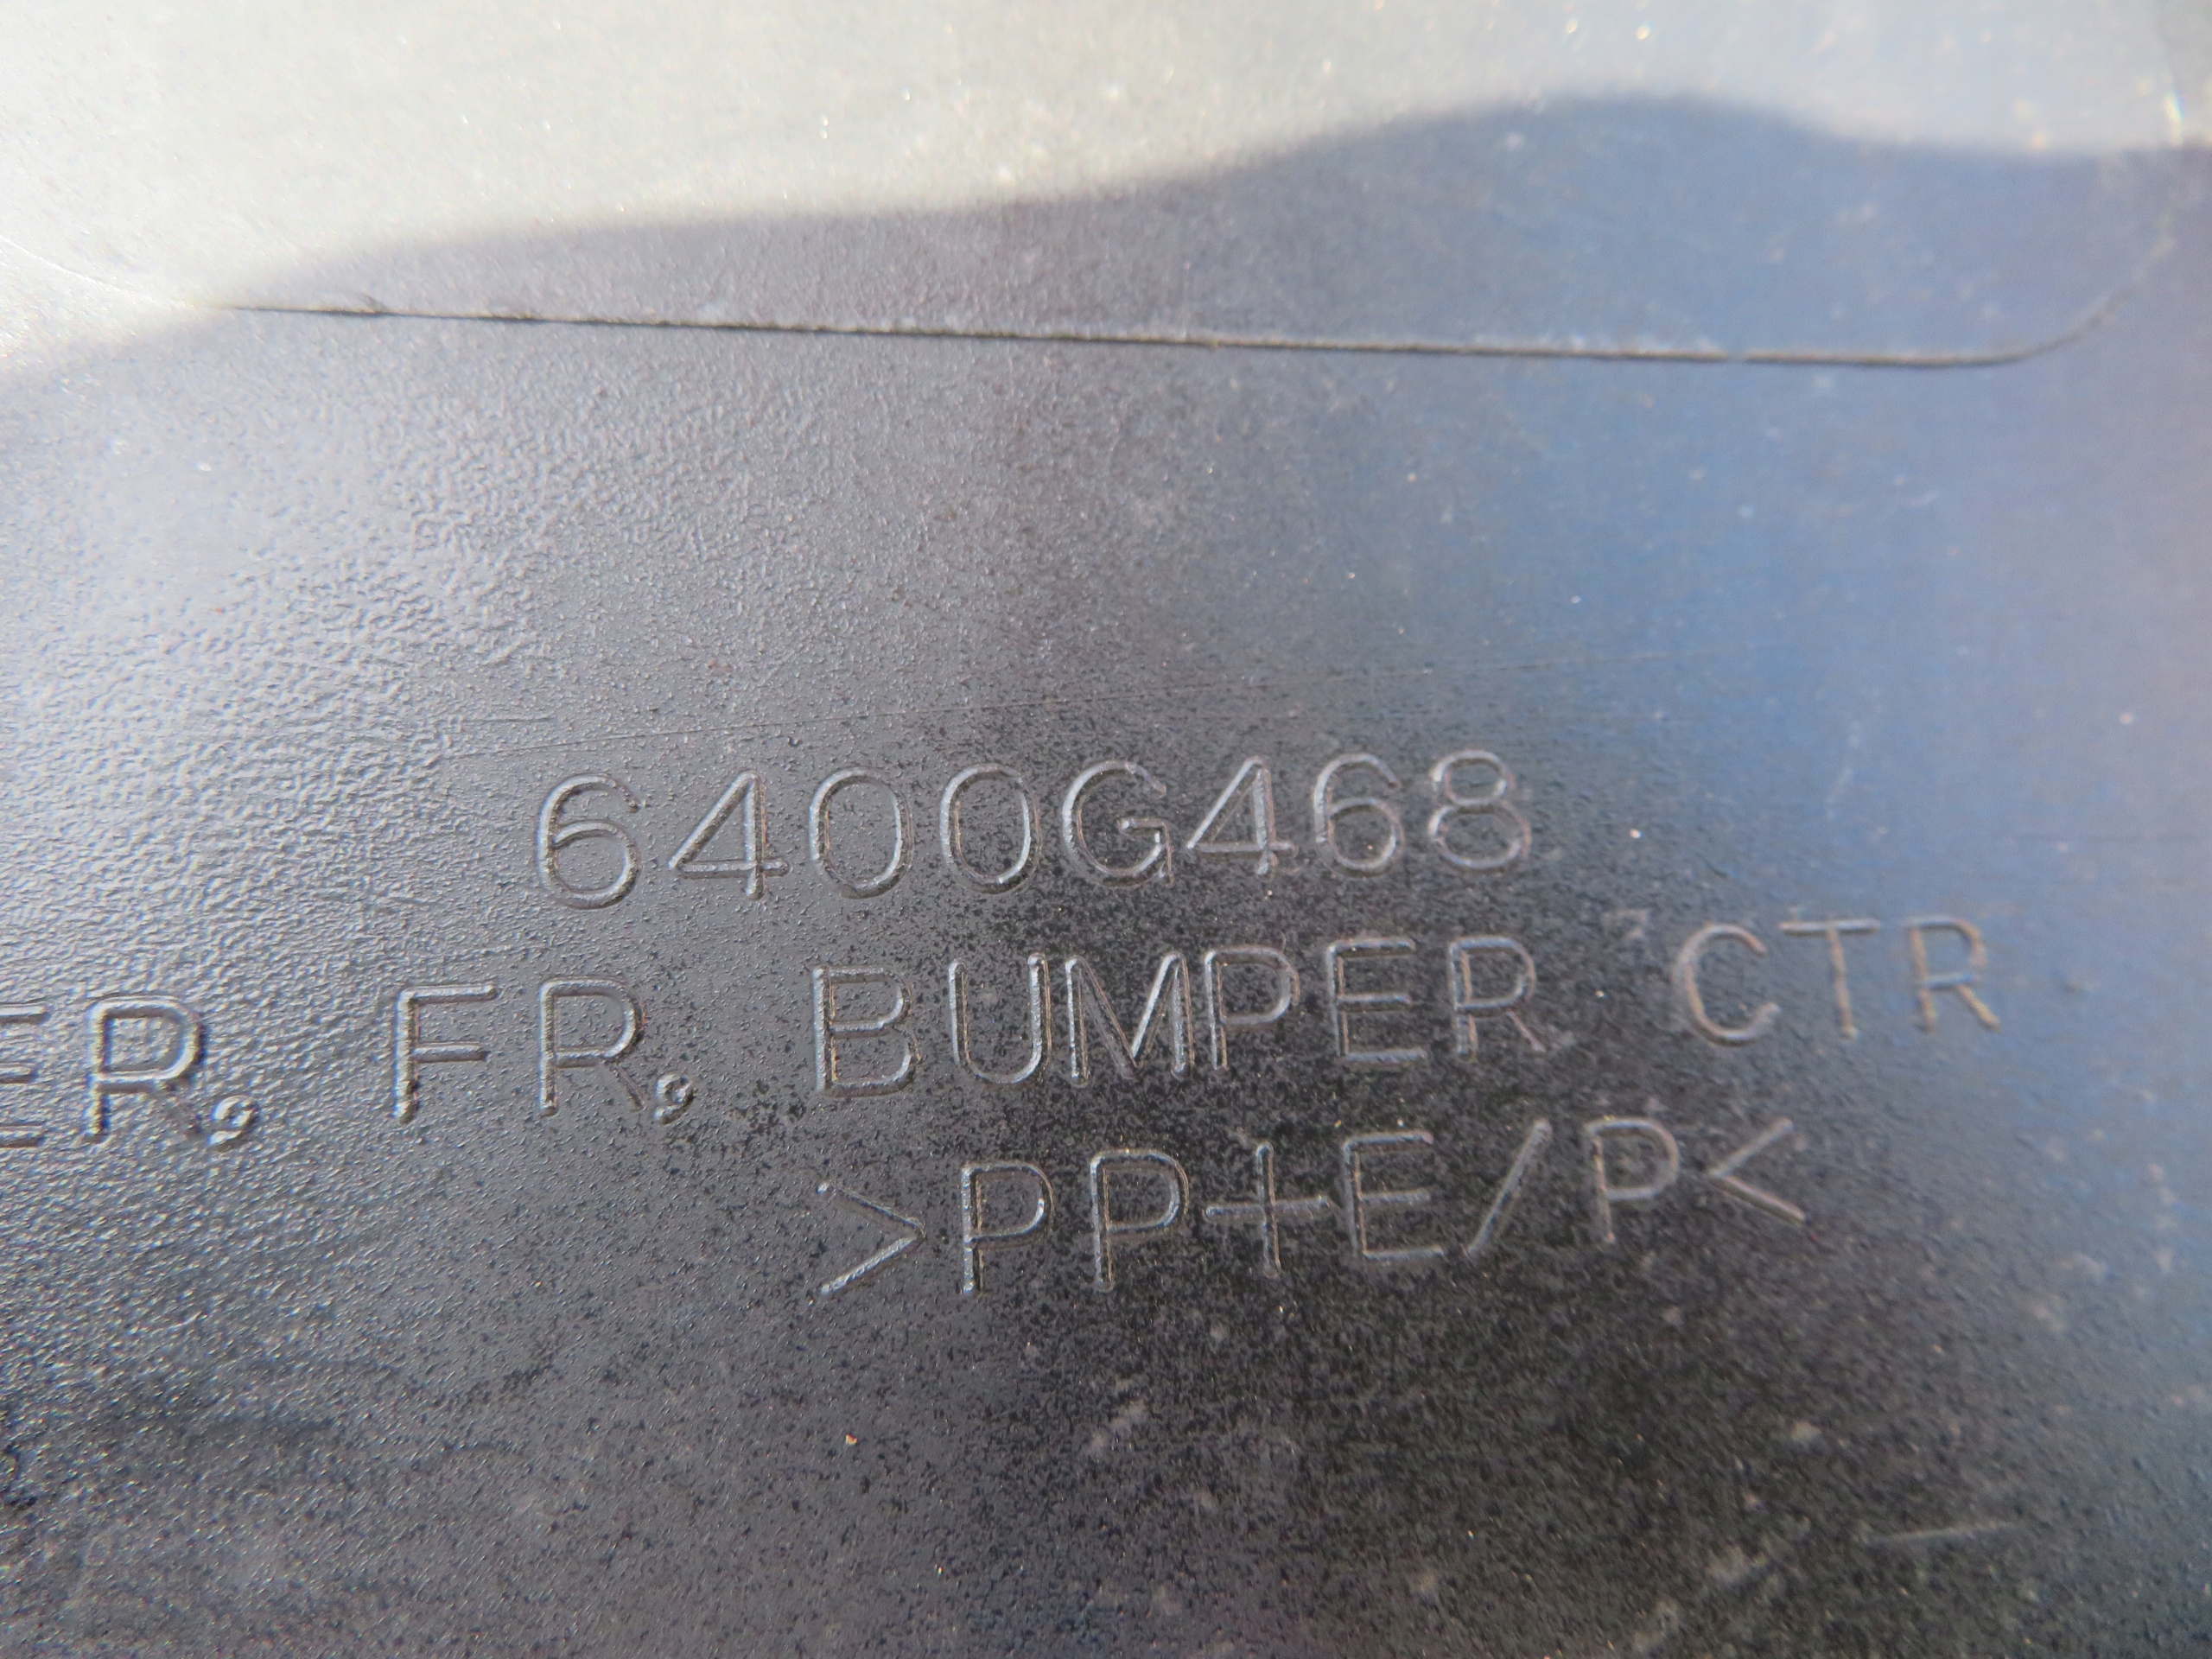 6400G468
ER, FR, BUMPER CTR
>PP+E/P<